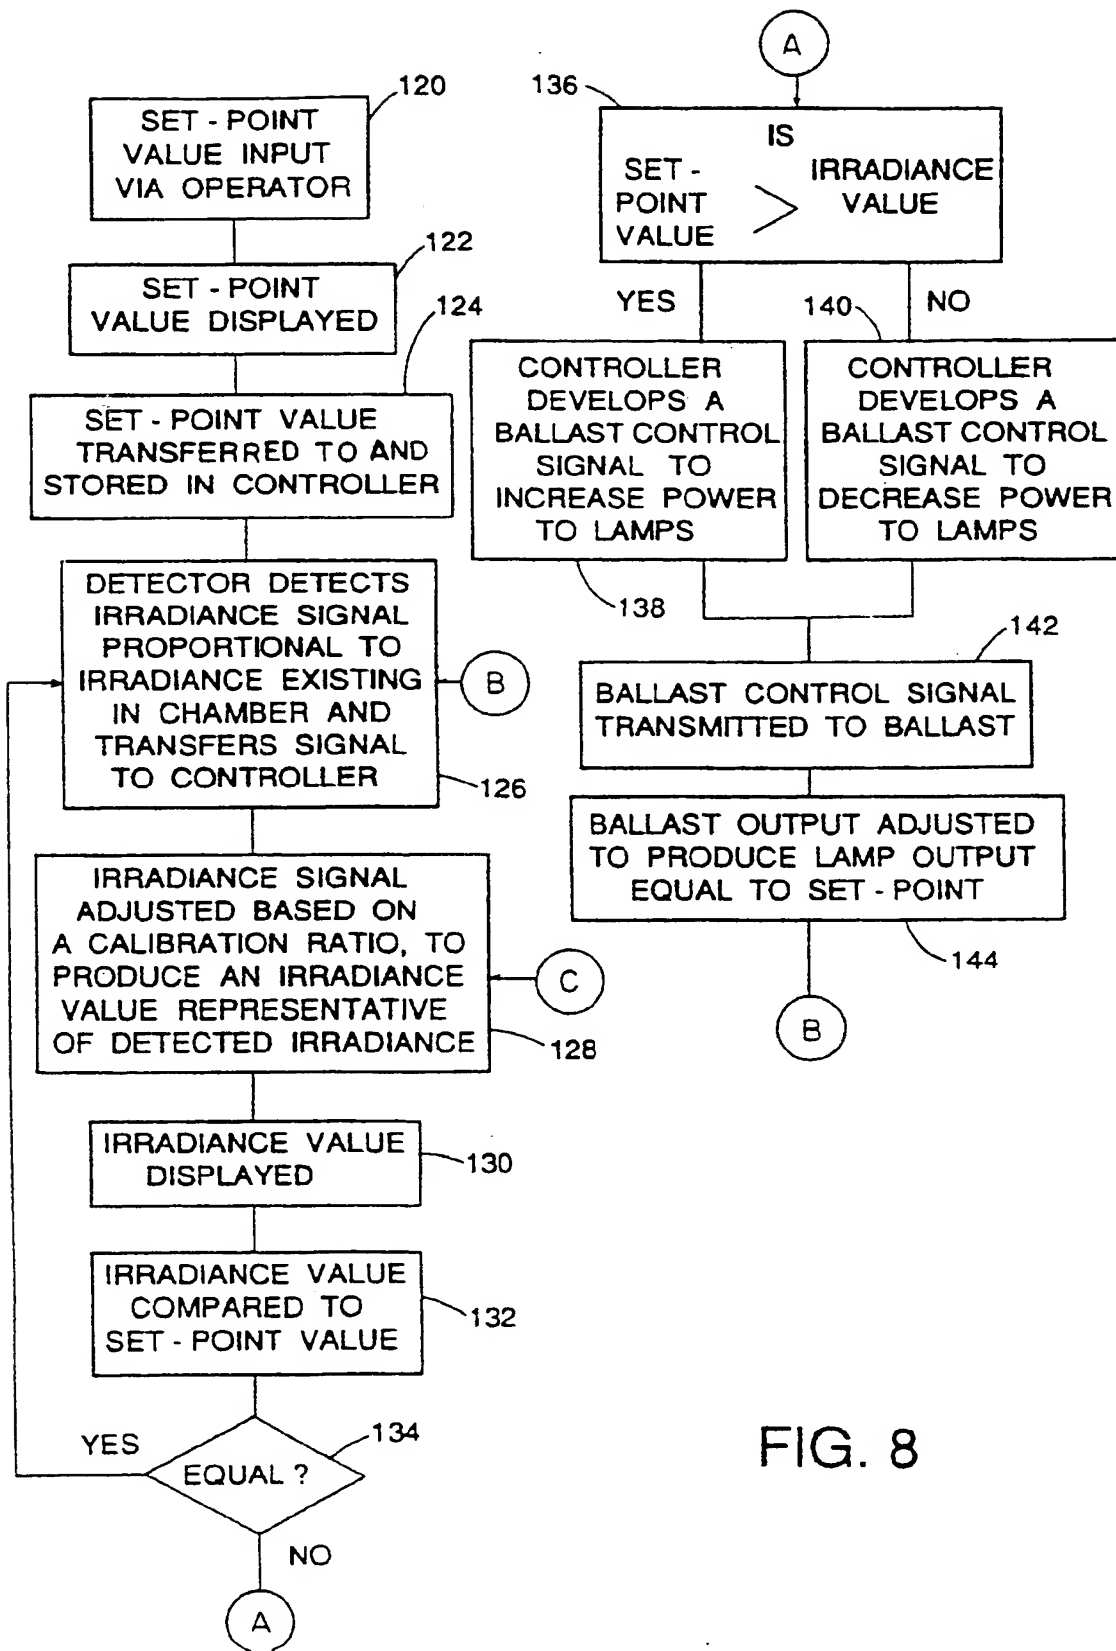 120
SET - POINT
VALUE INPUT
VIA OPERATOR
122
SET - POINT
VALUE DISPLAYED
124
SET - POINT VALUE
TRANSFERRED TO AND
STORED IN CONTROLLER
DETECTOR DETECTS
IRRADIANCE SIGNAL
PROPORTIONAL TO
IRRADIANCE EXISTING
IN CHAMBER AND
TRANSFERS SIGNAL
TO CONTROLLER
B
126
IRRADIANCE SIGNAL
ADJUSTED BASED ON
A CALIBRATION RATIO, TO
PRODUCE AN IRRADIANCE
VALUE REPRESENTATIVE
OF DETECTED IRRADIANCE
C
128
IRRADIANCE VALUE
DISPLAYED
130
IRRADIANCE VALUE
COMPARED TO
SET - POINT VALUE
132
YES
EQUAL ?
134
NO
A
A
136
IS
SET -
POINT
VALUE
>
IRRADIANCE
VALUE
YES
NO
140
CONTROLLER
DEVELOPS A
BALLAST CONTROL
SIGNAL TO
INCREASE POWER
TO LAMPS
138
CONTROLLER
DEVELOPS A
BALLAST CONTROL
SIGNAL TO
DECREASE POWER
TO LAMPS
142
BALLAST CONTROL SIGNAL
TRANSMITTED TO BALLAST
BALLAST OUTPUT ADJUSTED
TO PRODUCE LAMP OUTPUT
EQUAL TO SET - POINT
144
B
FIG. 8